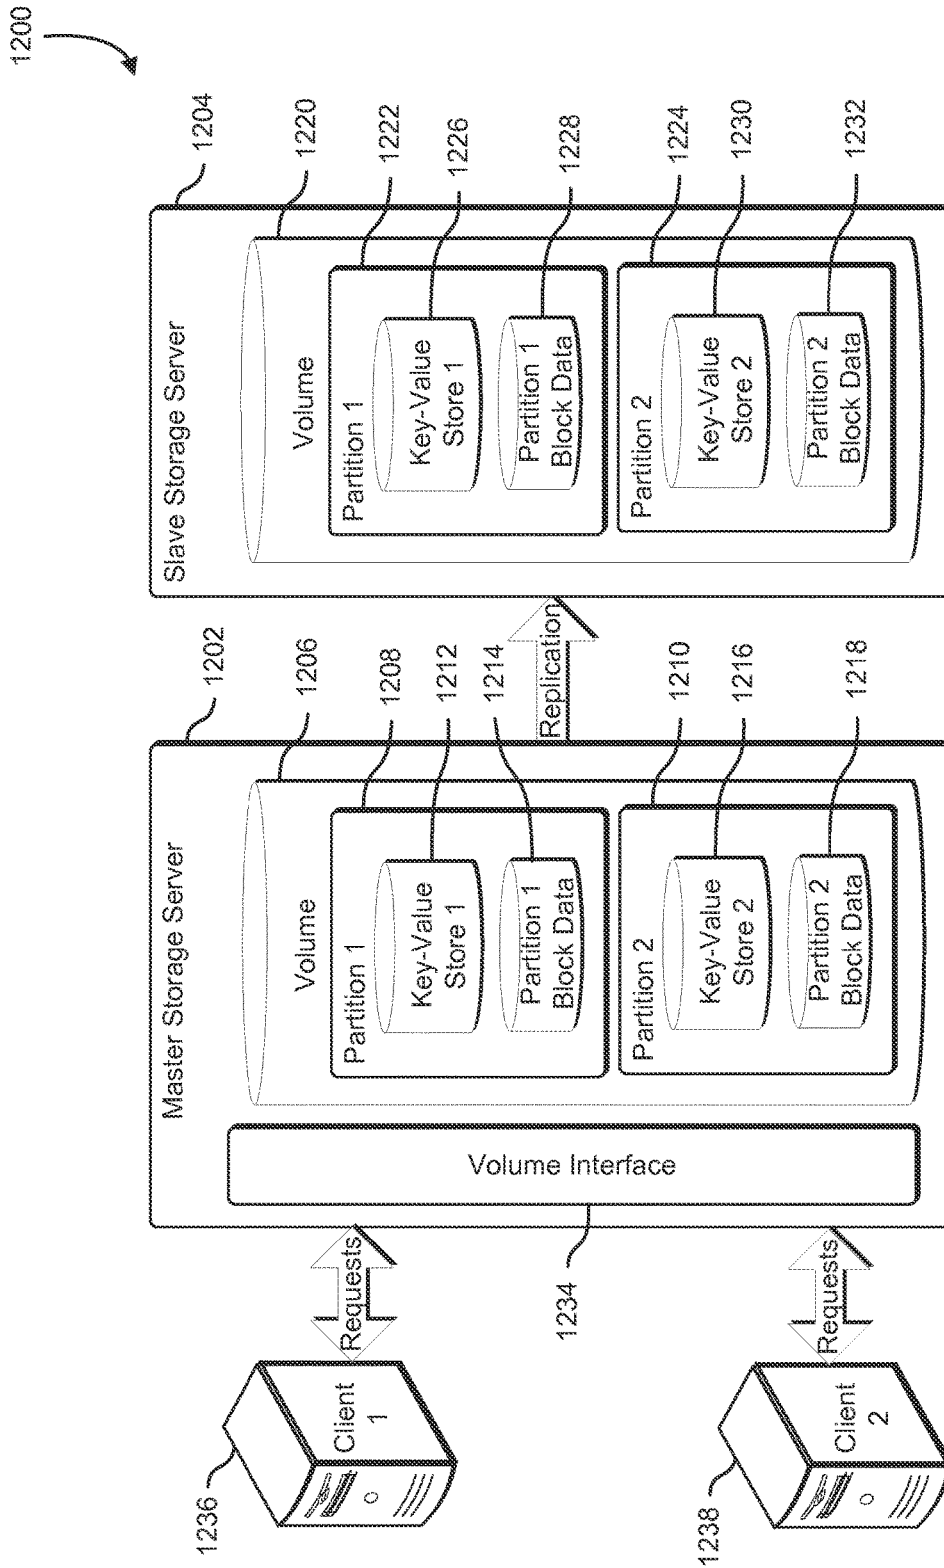 1200
1236
Client
1
Requests
1238
Client
2
Requests
1234
Master Storage Server
1202
Volume Interface
Volume
1206
Partition 1
1208
Key-Value
Store 1
1212
Partition 1
Block Data
1214
Partition 2
1210
Key-Value
Store 2
1216
Partition 2
Block Data
1218
Replication
Slave Storage Server
1204
Volume
1220
Partition 1
1222
Key-Value
Store 1
1226
Partition 1
Block Data
1228
Partition 2
1224
Key-Value
Store 2
1230
Partition 2
Block Data
1232